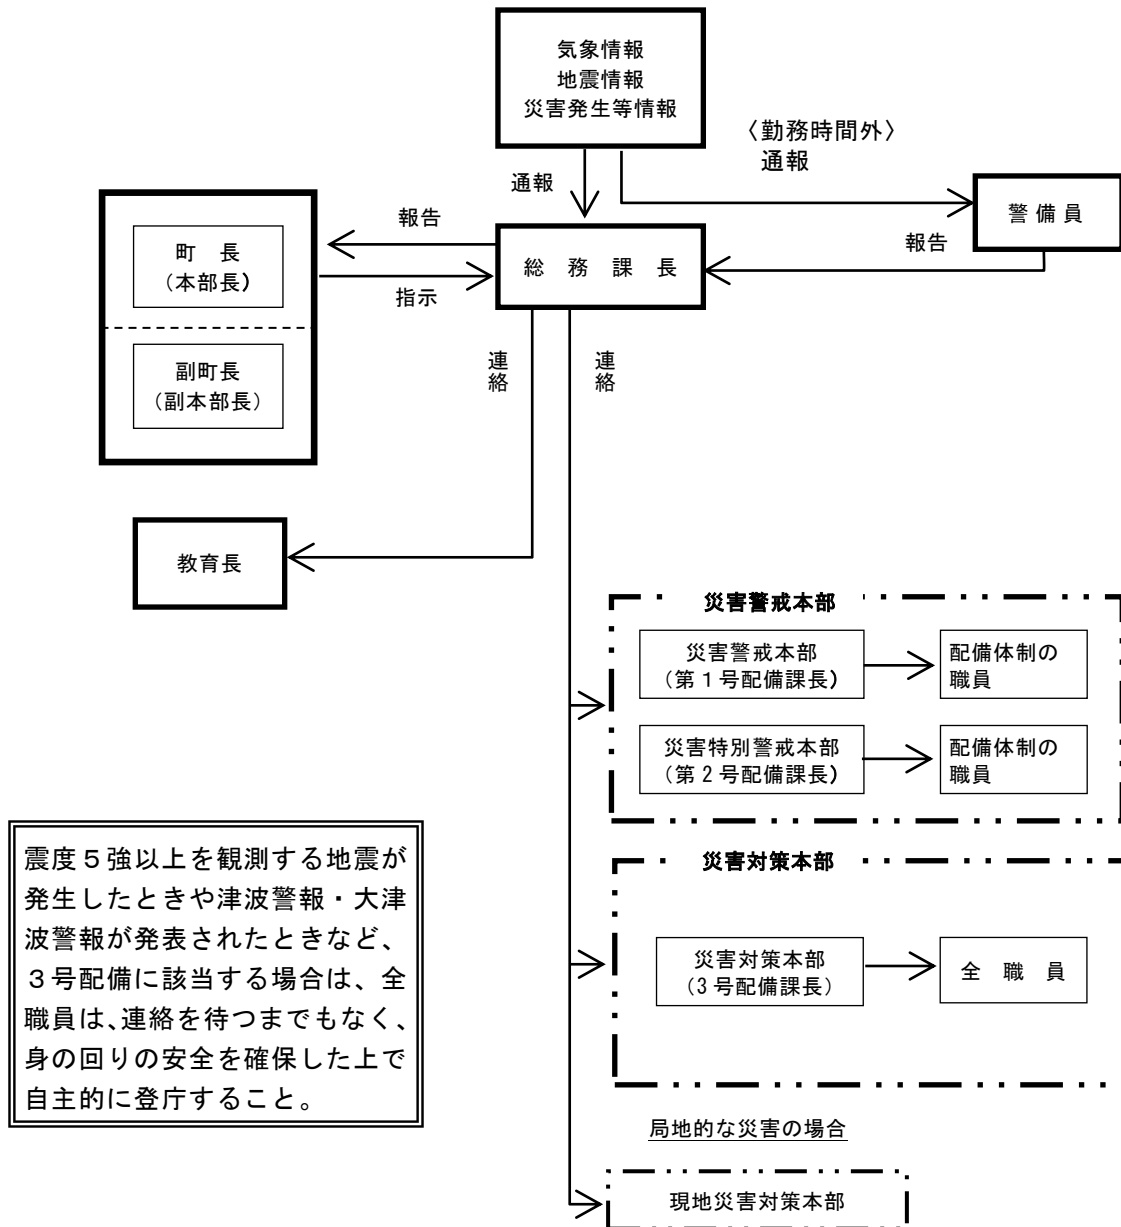 気象情報
地震情報
災害発生等情報
〈勤務時間外〉
通報
通報
警備員
報告
報告
総務課長
指示
町　長
（本部長）
副町長
（副本部長）
連絡
連絡
教育長
災害警戒本部
災害警戒本部
（第１号配備課長）
配備体制の
職員
災害特別警戒本部
（第２号配備課長）
配備体制の
職員
震度５強以上を観測する地震が
発生したときや津波警報・大津
波警報が発表されたときなど、
３号配備に該当する場合は、全
職員は、連絡を待つまでもなく、
身の回りの安全を確保した上で
自主的に登庁すること。
災害対策本部
災害対策本部
（３号配備課長）
全　職　員
局地的な災害の場合
現地災害対策本部